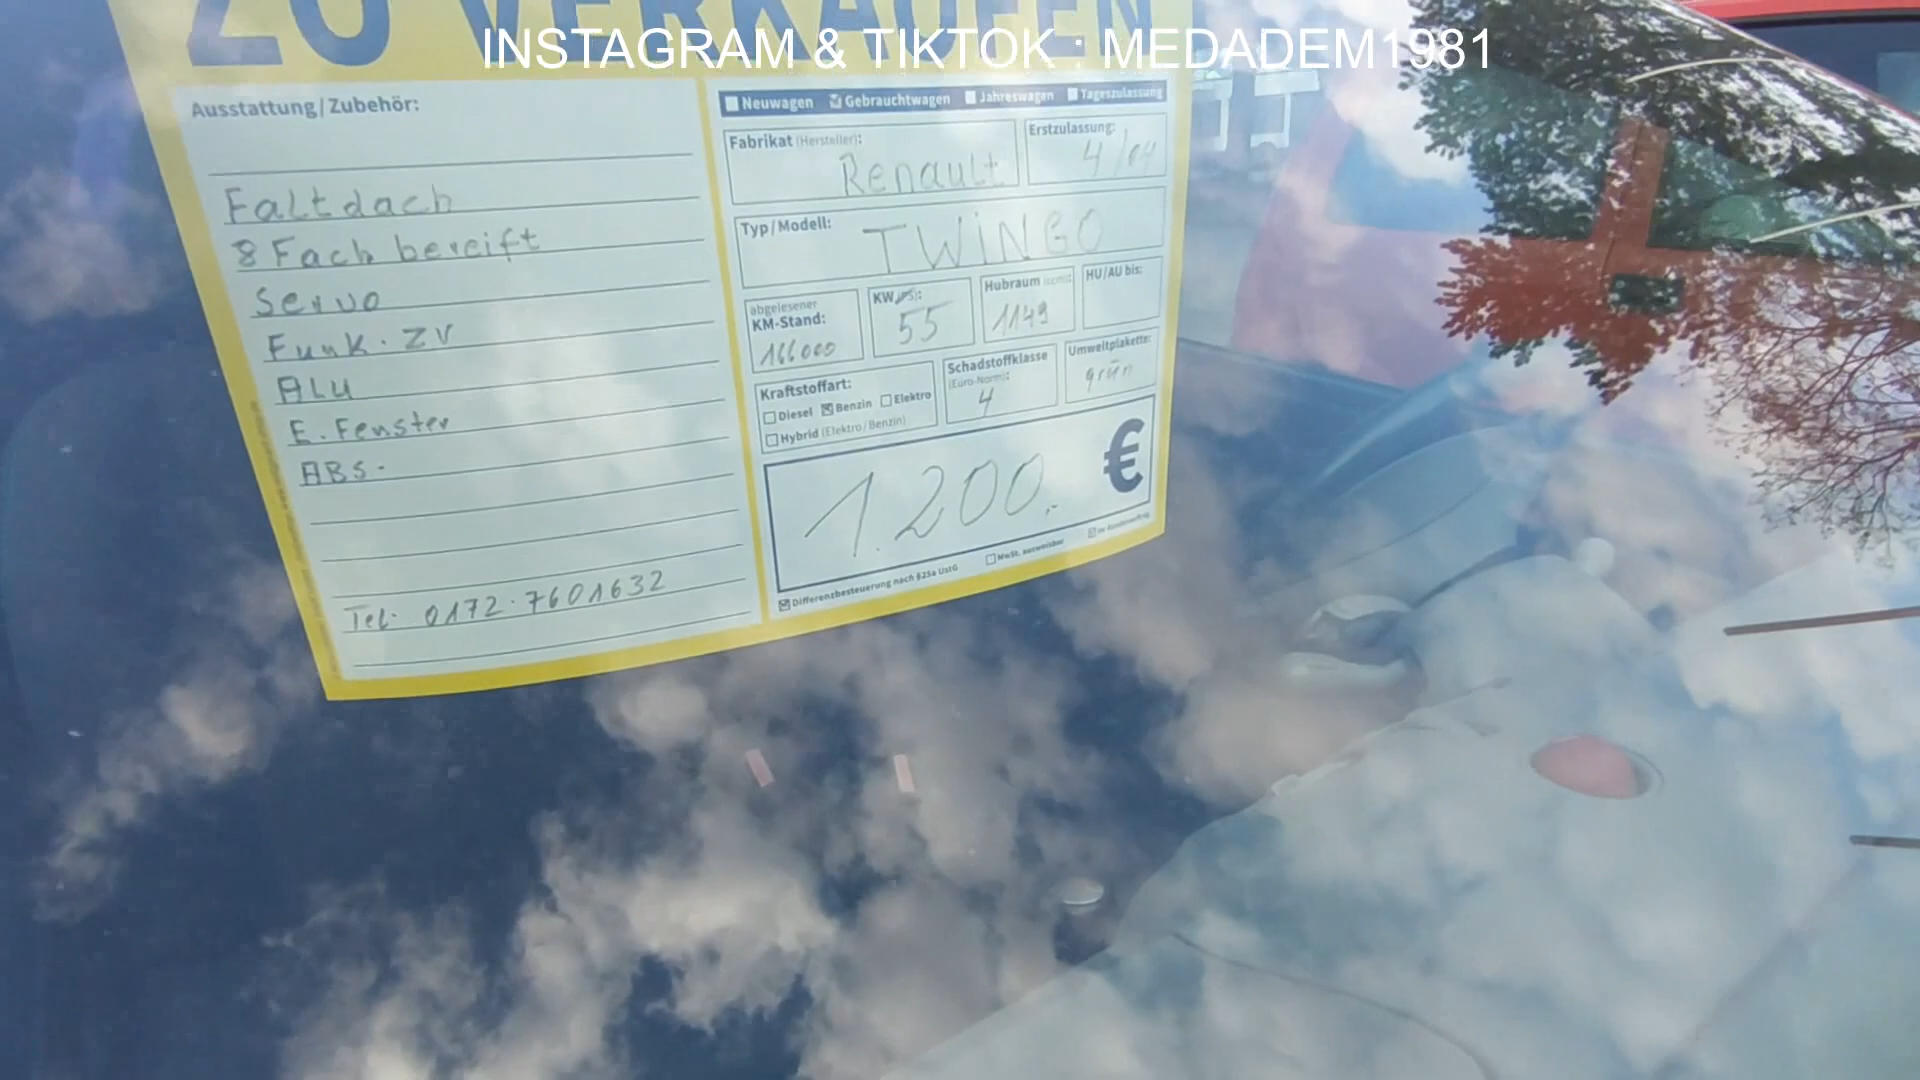 ZU VERKAUFEN
INSTAGRAM & TIKTOK : MEDADEM1981
Ausstattung/Zubehör:
Faltdach
8 Fach bereift
Servo
Funk. ZV
ALU
E. Fenster
ABS.
Tel: 0172.7601632
Neuwagen Gebrauchtwagen Jahreswagen Tageszulassung
Fabrikat (Hersteller):
Renault
Erstzulassung:
4/04
Typ/Modell:
TWINGO
abgelesener
KM-Stand:
166000
KW (PS):
55
Hubraum (ccm):
1149
HU/AU bis:
Kraftstoffart:
Diesel Benzin Elektro
Hybrid (Elektro/Benzin)
Schadstoffklasse
(Euro-Norm):
4
Umweltplakette:
grün
1.200.- €
Differenzbesteuerung nach §25a UstG MwSt. ausweisbar im Kundenauftrag